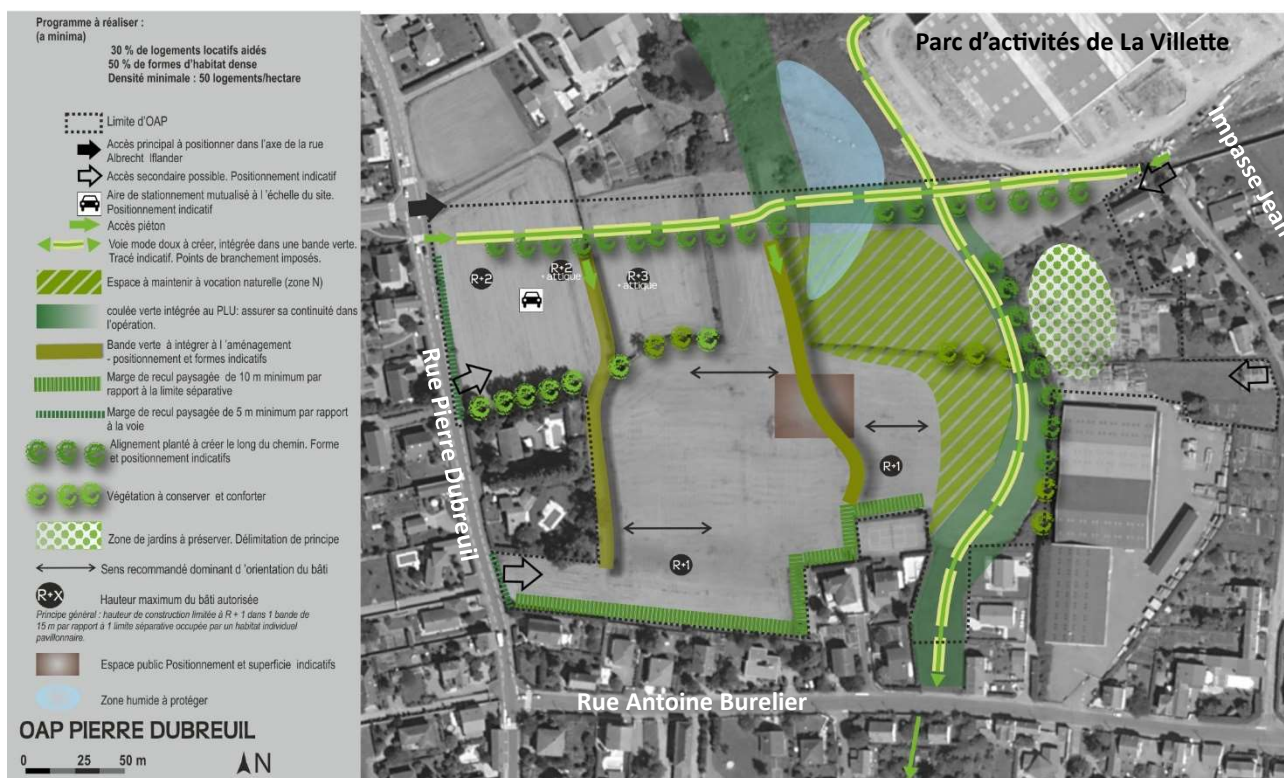 Programme à réaliser :
(a minima)
30 % de logements locatifs aidés
50 % de formes d'habitat dense
Densité minimale : 50 logements/hectare
Limite d'OAP
Accès principal à positionner dans l'axe de la rue
Albrecht Iflander
Accès secondaire possible. Positionnement indicatif
Aire de stationnement mutualisé à l 'échelle du site.
Positionnement indicatif
Accès piéton
Voie mode doux à créer, intégrée dans une bande verte.
Tracé indicatif. Points de branchement imposés.
Espace à maintenir à vocation naturelle (zone N)
coulée verte intégrée au PLU: assurer sa continuité dans
l'opération.
Bande verte à intégrer à l 'aménagement
- positionnement et formes indicatifs
Marge de recul paysagée de 10 m minimum par
rapport à la limite séparative
Marge de recul paysagée de 5 m minimum par rapport
à la voie
Alignement planté à créer le long du chemin. Forme
et positionnement indicatifs
Végétation à conserver et conforter
Zone de jardins à préserver. Délimitation de principe
Sens recommandé dominant d 'orientation du bâti
R+X
Hauteur maximum du bâti autorisée
Principe général : hauteur de construction limitée à R + 1 dans 1 bande de
15 m par rapport à 1 limite séparative occupée par un habitat individuel
pavillonnaire.
Espace public Positionnement et superficie indicatifs
Zone humide à protéger
OAP PIERRE DUBREUIL
0 25 50 m
N
Parc d'activités de La Villette
Impasse Jean
R+2
R+2
+ attique
R+3
+ attique
Rue Pierre Dubreuil
R+1
R+1
Rue Antoine Burelier